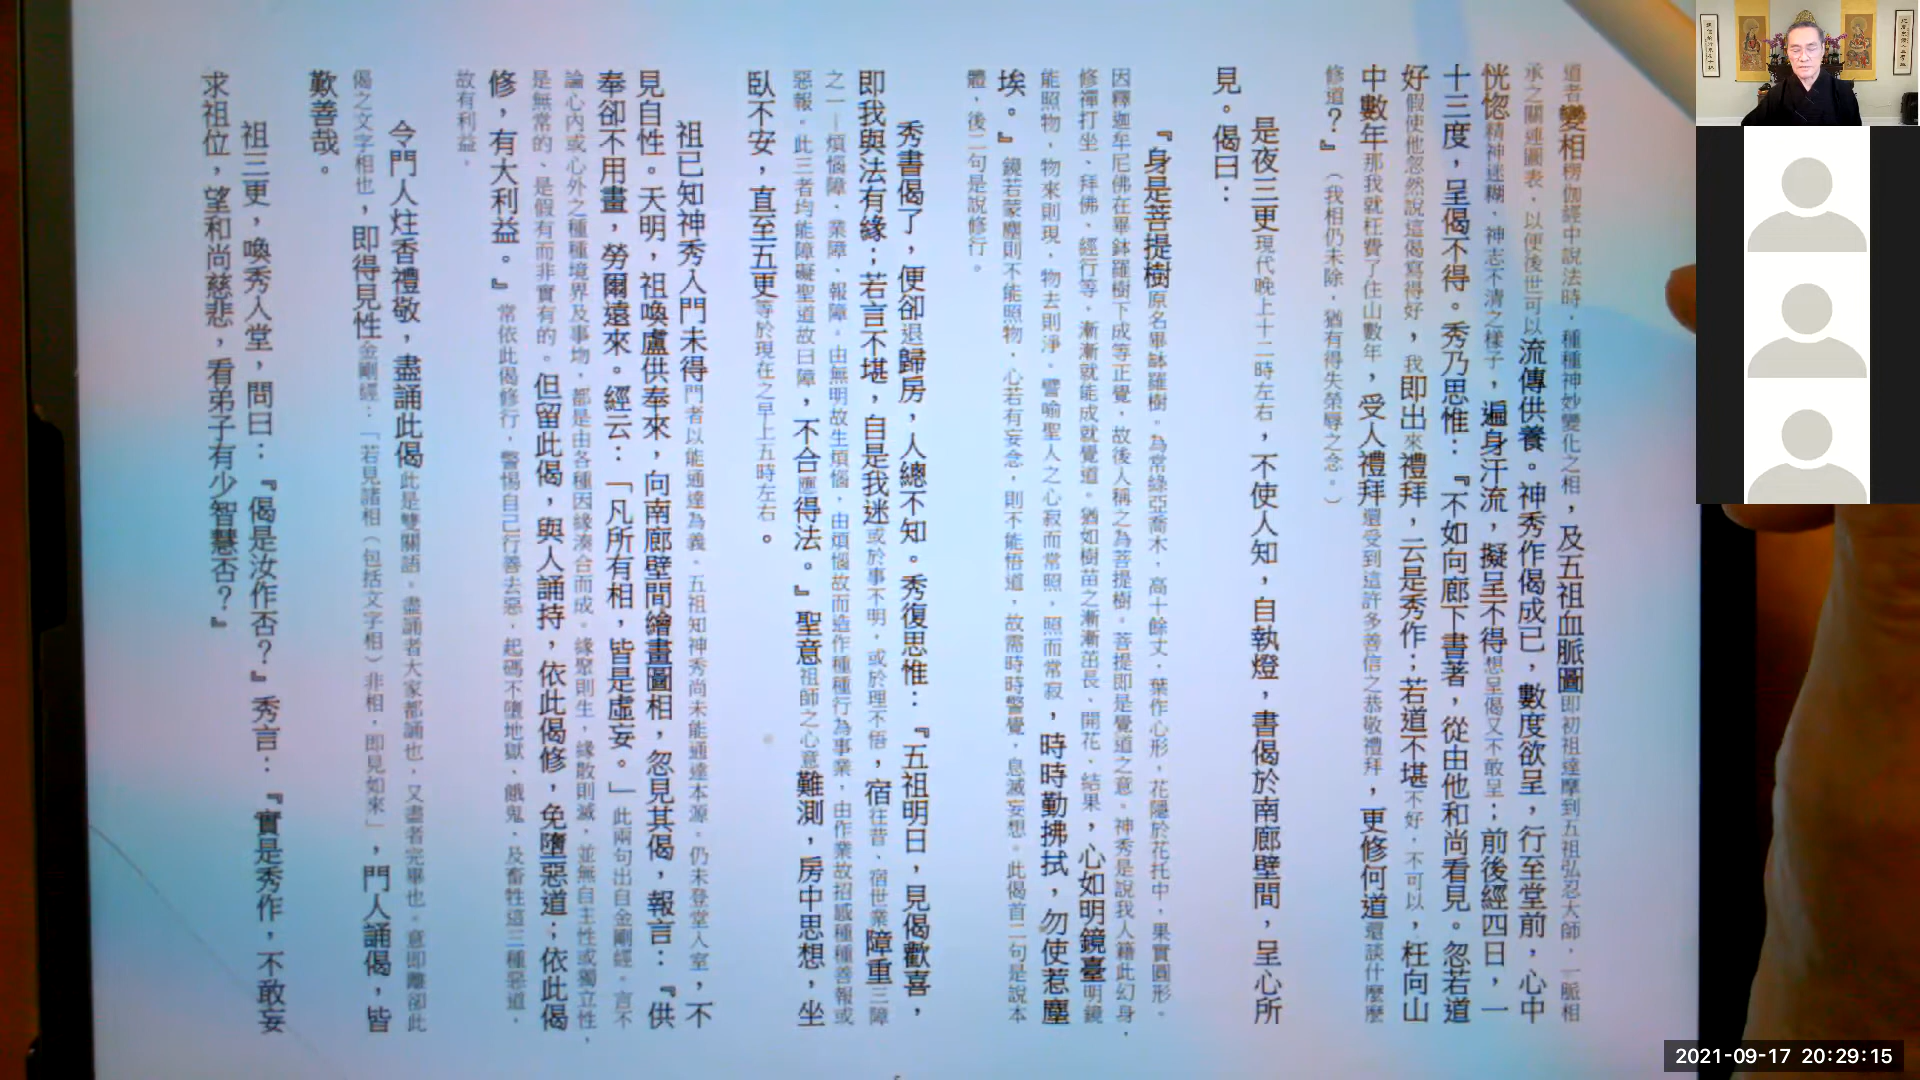 道者變相楞伽經中說法時，種種神妙變化之相，及五祖血脈圖即初祖達摩到五祖弘忍大師，一脈相
承之關連圖表，以便後世可以流傳供養。神秀作偈成已，數度欲呈，行至堂前，心中
恍惚精神迷糊、神志不清之樣子，遍身汗流，擬呈不得想呈偈又不敢呈；前後經四日，一
十三度，呈偈不得。秀乃思惟：『不如向廊下書著，從由他和尚看見。忽若道
好假使他忽然說這偈寫得好，我即出來禮拜，云是秀作；若道不堪不好，不可以，枉向山
中數年那我就枉費了住山數年，受人禮拜還受到這許多善信之恭敬禮拜，更修何道還談什麼麼
修道？』（我相仍未除，猶有得失榮辱之念。）
是夜三更現代晚上十二時左右，不使人知，自執燈，書偈於南廊壁間，呈心所
見。偈曰：
『身是菩提樹原名畢缽羅樹。為常綠亞喬木，高十餘丈，葉作心形，花隱於花托中，果實圓形。
因釋迦牟尼佛在畢鉢羅樹下成等正覺，故後人稱之為菩提樹。菩提即是覺道之意。神秀是說我人藉此幻身，
修禪打坐、拜佛、經行等，漸漸就能成就覺道。猶如樹苗之漸漸茁長、開花、結果，心如明鏡臺明鏡
能照物，物來則現，物去則淨。譬喻聖人之心寂而常照，照而常寂，時時勤拂拭，勿使惹塵
埃。』鏡若蒙塵則不能照物，心若有妄念，則不能悟道，故需時時警覺，息滅妄想。此偈首二句是說本
體，後二句是說修行。
秀書偈了，便卻退歸房，人總不知。秀復思惟：『五祖明日，見偈歡喜，
即我與法有緣；若言不堪，自是我迷或於事不明，或於理不悟，宿往昔、宿世業障重三障
之一—煩惱障、業障、報障。由無明故生煩惱，由煩惱故而造作種種行為事業，由作業故招感種種善報或
惡報。此三者均能障礙聖道故曰障，不合應得法。』聖意祖師之心意難測，房中思想，坐
臥不安，直至五更等於現在之早上五時左右。
祖已知神秀入門未得門者以能通達為義。五祖知神秀尚未能通達本源。仍未登堂入室，不
見自性。天明，祖喚盧供奉來，向南廊壁間繪畫圖相，忽見其偈，報言：『供
奉卻不用畫，勞爾遠來。經云：「凡所有相，皆是虛妄。」此兩句出自金剛經。言不
論心內或心外之種種境界及事物，都是由各種因緣湊合而成。緣聚則生，緣散則滅，並無自主性或獨立性，
是無常的、是假有而非實有的。但留此偈，與人誦持，依此偈修，免墮惡道；依此偈
修，有大利益。』常依此偈修行，警惕自己行善去惡，起碼不墮地獄、餓鬼、及畜牲這三種惡道，
故有利益。
令門人炷香禮敬，盡誦此偈此是雙關語。盡誦者大家都誦也，又盡者完畢也。意即離卻此
偈之文字相也，即得見性金剛經：「若見諸相（包括文字相）非相，即見如來」，門人誦偈，皆
歎善哉。
祖三更，喚秀入堂，問曰：『偈是汝作否？』秀言：『實是秀作，不敢妄
求祖位，望和尚慈悲，看弟子有少智慧否？』
2021-09-17 20:29:15